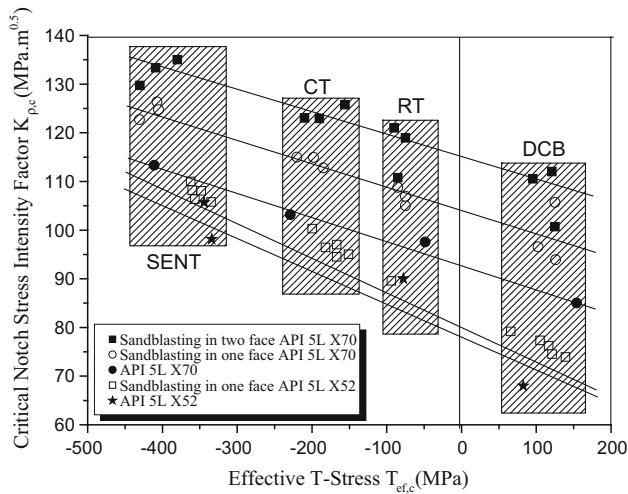 Critical Notch Stress Intensity Factor Kρ,c (MPa.m^0.5)
140
130
120
110
100
90
80
70
60
SENT
CT
RT
DCB
Sandblasting in two face API 5L X70
Sandblasting in one face API 5L X70
API 5L X70
Sandblasting in one face API 5L X52
API 5L X52
-500 -400 -300 -200 -100 0 100 200
Effective T-Stress Tef,c(MPa)